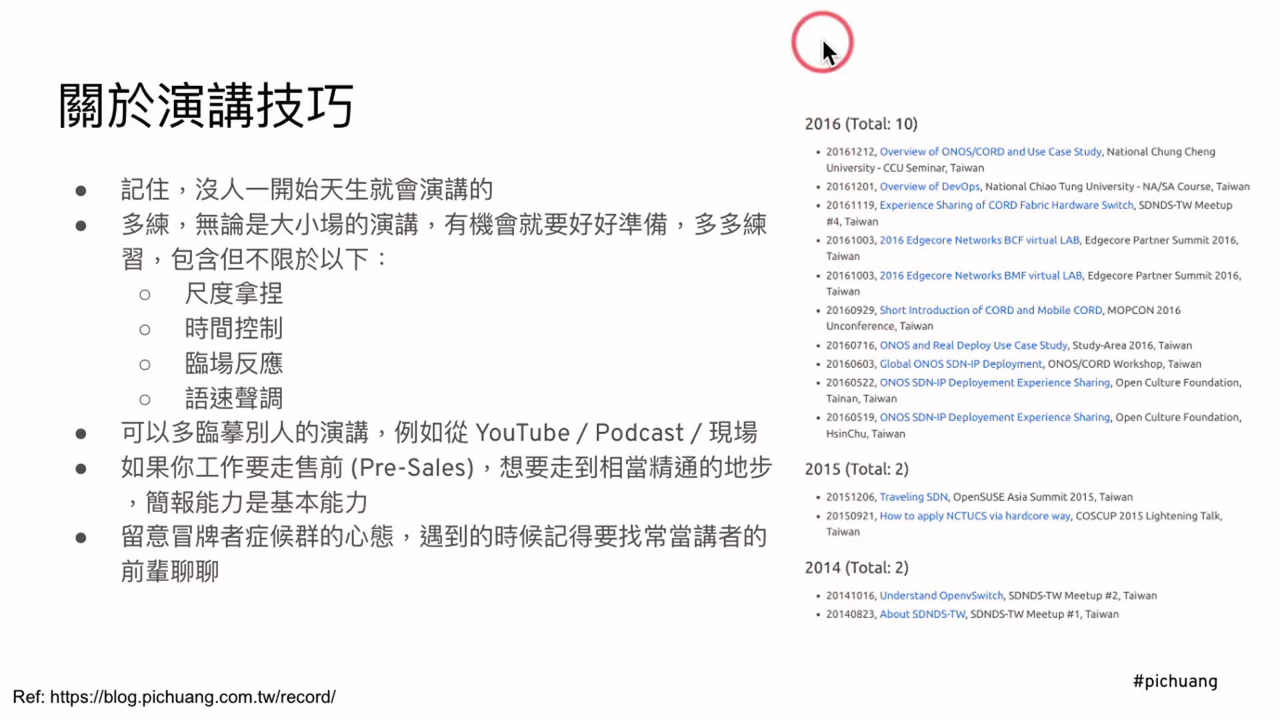 關於演講技巧
● 記住，沒人一開始天生就會演講的
● 多練，無論是大小場的演講，有機會就要好好準備，多多練
習，包含但不限於以下：
○ 尺度拿捏
○ 時間控制
○ 臨場反應
○ 語速聲調
● 可以多臨摹別人的演講，例如從 YouTube / Podcast / 現場
● 如果你工作要走售前 (Pre-Sales)，想要走到相當精通的地步
，簡報能力是基本能力
● 留意冒牌者症候群的心態，遇到的時候記得要找常當講者的
前輩聊聊
2016 (Total: 10)
• 20161212, Overview of ONOS/CORD and Use Case Study, National Chung Cheng
University - CCU Seminar, Taiwan
• 20161201, Overview of DevOps, National Chiao Tung University - NA/SA Course, Taiwan
• 20161119, Experience Sharing of CORD Fabric Hardware Switch, SDNDS-TW Meetup
#4, Taiwan
• 20161003, 2016 Edgecore Networks BCF virtual LAB, Edgecore Partner Summit 2016,
Taiwan
• 20161003, 2016 Edgecore Networks BMF virtual LAB, Edgecore Partner Summit 2016,
Taiwan
• 20160929, Short Introduction of CORD and Mobile CORD, MOPCON 2016
Unconference, Taiwan
• 20160716, ONOS and Real Deploy Use Case Study, Study-Area 2016, Taiwan
• 20160603, Global ONOS SDN-IP Deployment, ONOS/CORD Workshop, Taiwan
• 20160522, ONOS SDN-IP Deployement Experience Sharing, Open Culture Foundation,
Tainan, Taiwan
• 20160519, ONOS SDN-IP Deployement Experience Sharing, Open Culture Foundation,
HsinChu, Taiwan
2015 (Total: 2)
• 20151206, Traveling SDN, OpenSUSE Asia Summit 2015, Taiwan
• 20150921, How to apply NCTUCS via hardcore way, COSCUP 2015 Lightening Talk,
Taiwan
2014 (Total: 2)
• 20141016, Understand OpenvSwitch, SDNDS-TW Meetup #2, Taiwan
• 20140823, About SDNDS-TW, SDNDS-TW Meetup #1, Taiwan
#pichuang
Ref: https://blog.pichuang.com.tw/record/